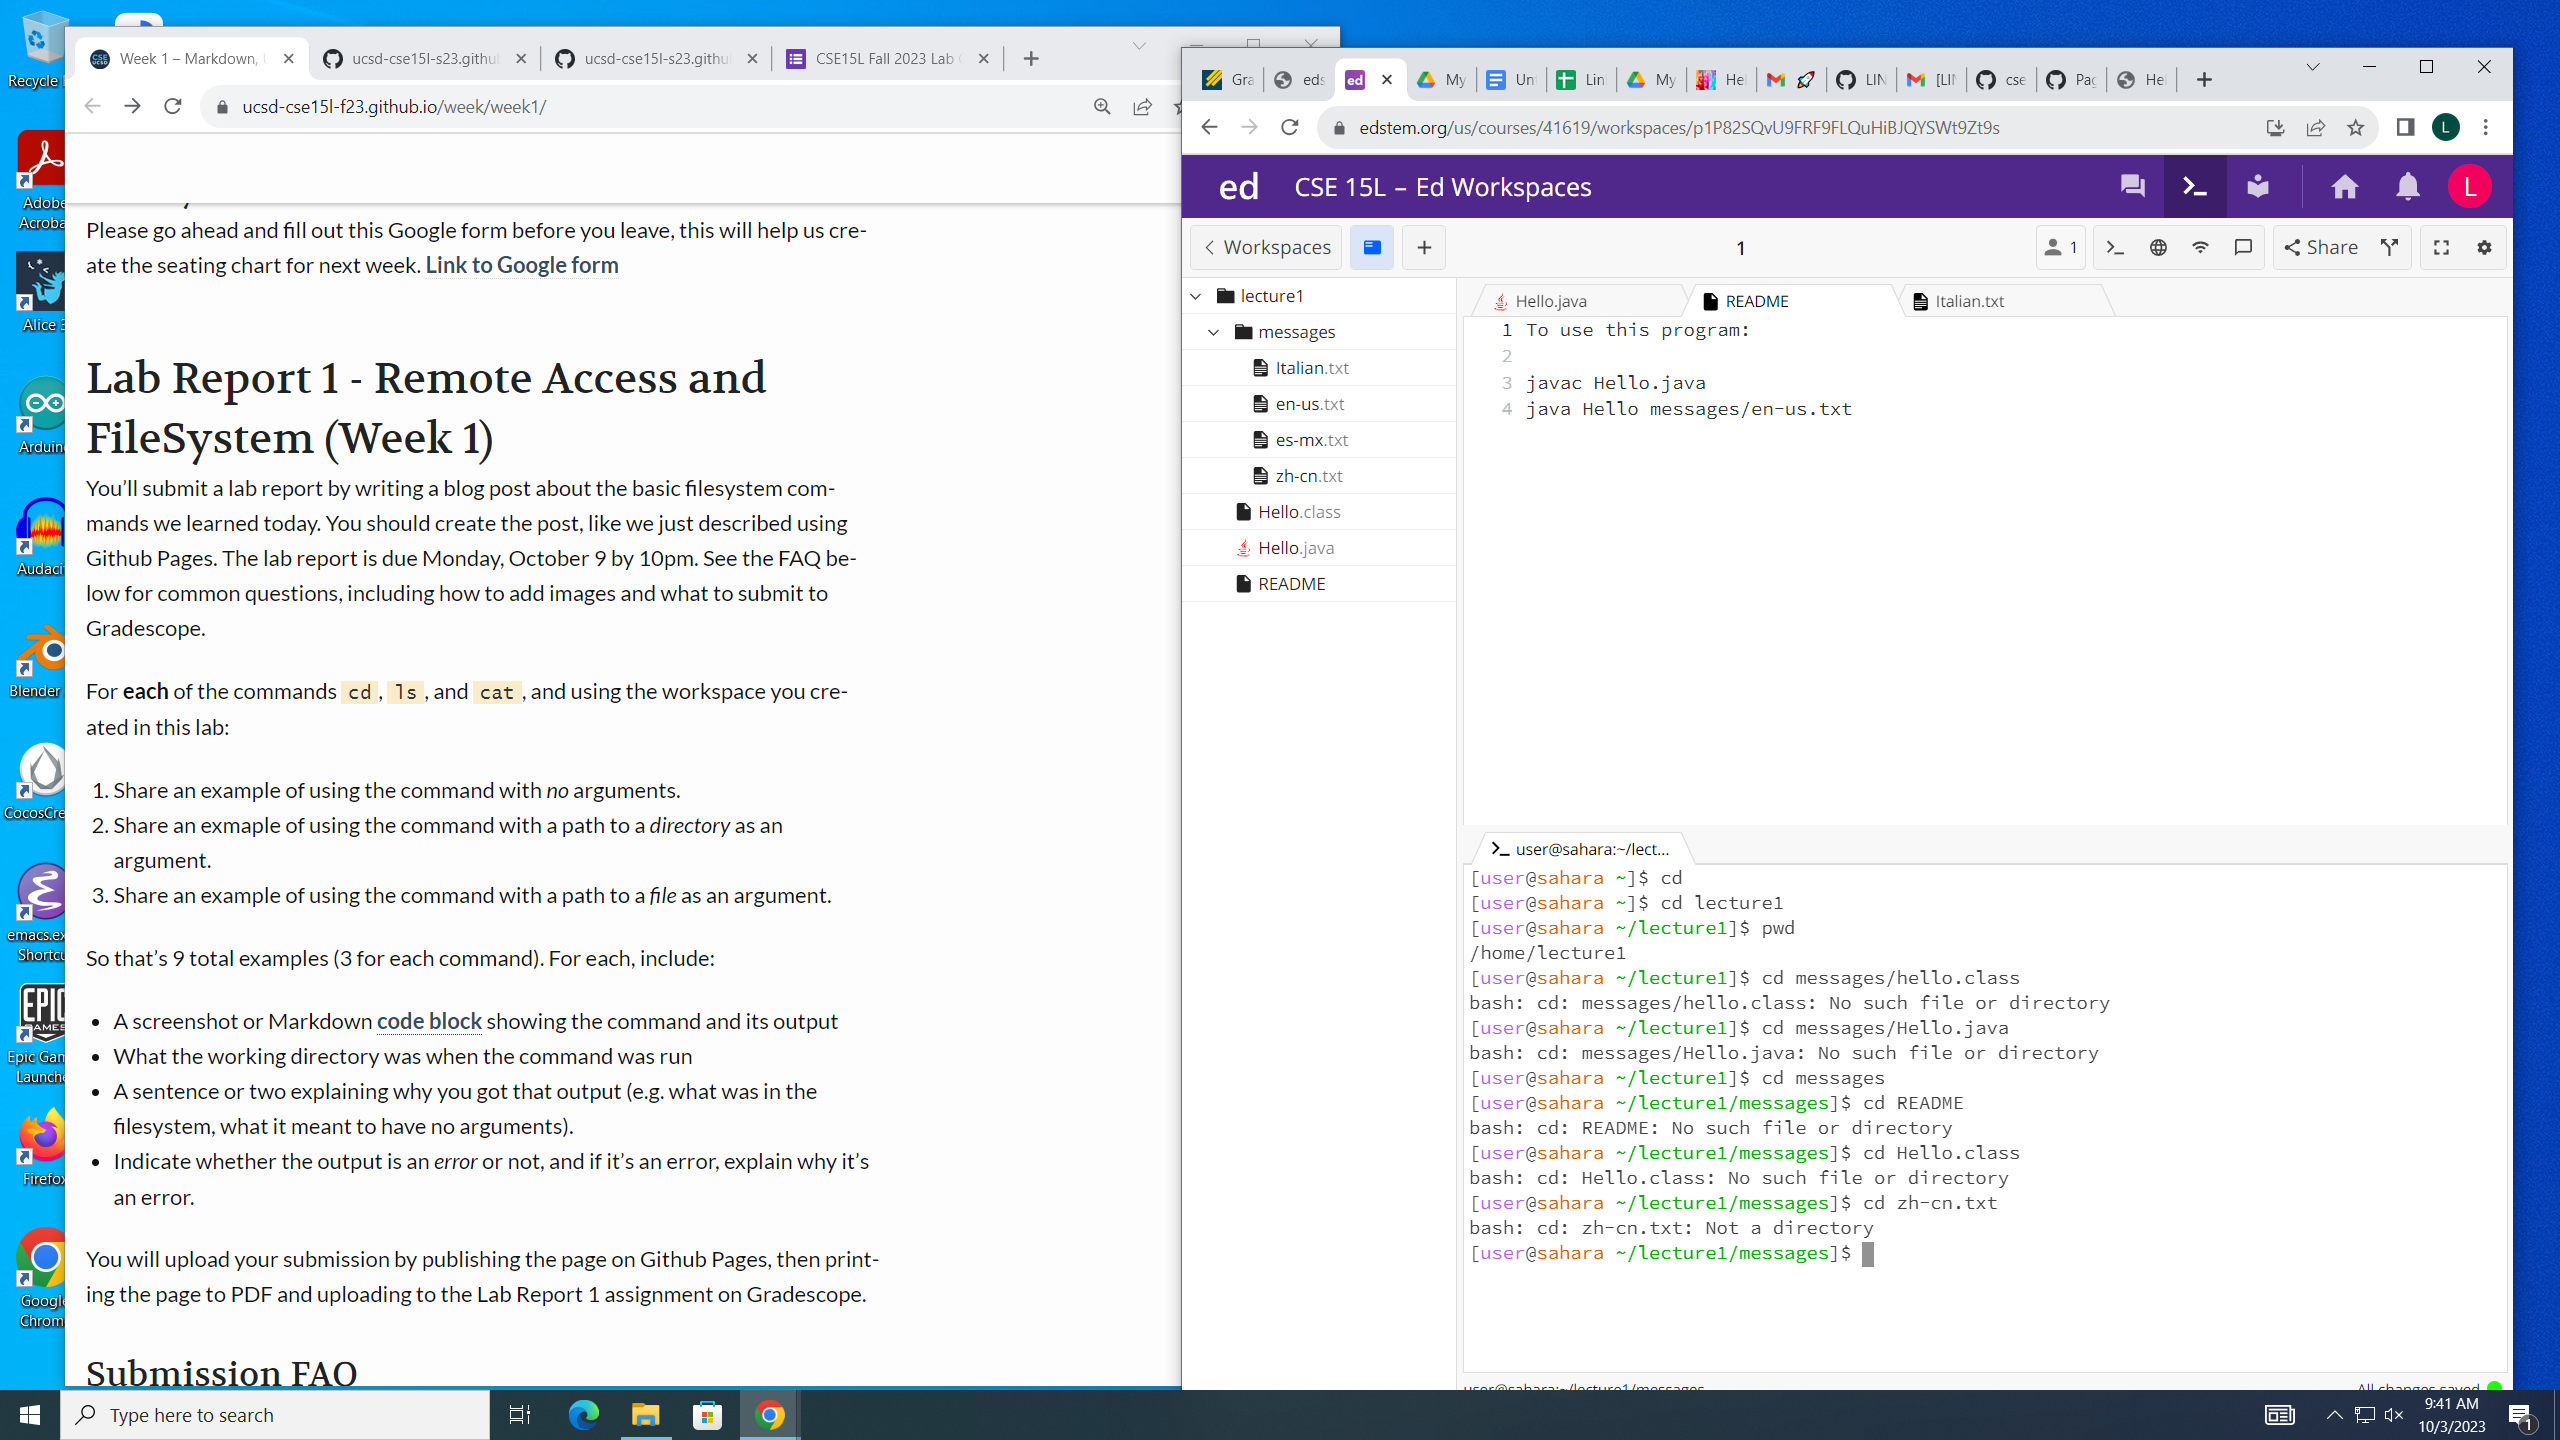 Recycle
Adobe
Acroba
Alice 3
Arduino
Audaci
Blender
CocosCre
emacs.ex
Shortcu
EPIC
GAMES
Epic Gam
Launche
Firefox
Google
Chrome
Week 1 – Markdown,
ucsd-cse15l-s23.githu
ucsd-cse15l-s23.githu
CSE15L Fall 2023 Lab
ucsd-cse15l-f23.github.io/week/week1/
Please go ahead and fill out this Google form before you leave, this will help us cre-
ate the seating chart for next week. Link to Google form
Lab Report 1 - Remote Access and
FileSystem (Week 1)
You'll submit a lab report by writing a blog post about the basic filesystem com-
mands we learned today. You should create the post, like we just described using
Github Pages. The lab report is due Monday, October 9 by 10pm. See the FAQ be-
low for common questions, including how to add images and what to submit to
Gradescope.
For each of the commands cd, ls, and cat, and using the workspace you cre-
ated in this lab:
1. Share an example of using the command with no arguments.
2. Share an exmaple of using the command with a path to a directory as an
argument.
3. Share an example of using the command with a path to a file as an argument.
So that's 9 total examples (3 for each command). For each, include:
• A screenshot or Markdown code block showing the command and its output
• What the working directory was when the command was run
• A sentence or two explaining why you got that output (e.g. what was in the
filesystem, what it meant to have no arguments).
• Indicate whether the output is an error or not, and if it's an error, explain why it's
an error.
You will upload your submission by publishing the page on Github Pages, then print-
ing the page to PDF and uploading to the Lab Report 1 assignment on Gradescope.
Submission FAQ
Gra
eds
ed
My
Unt
Lin
My
Hel
LIN
[LIN
cse
Pag
Hel
edstem.org/us/courses/41619/workspaces/p1P82SQvU9FRF9FLQuHiBJQYSWt9Zt9s
L
ed CSE 15L – Ed Workspaces
L
Workspaces
1
1
Share
lecture1
messages
Italian.txt
en-us.txt
es-mx.txt
zh-cn.txt
Hello.class
Hello.java
README
Hello.java
README
Italian.txt
1 To use this program:
2
3 javac Hello.java
4 java Hello messages/en-us.txt
user@sahara:~/lect...
[user@sahara ~]$ cd
[user@sahara ~]$ cd lecture1
[user@sahara ~/lecture1]$ pwd
/home/lecture1
[user@sahara ~/lecture1]$ cd messages/hello.class
bash: cd: messages/hello.class: No such file or directory
[user@sahara ~/lecture1]$ cd messages/Hello.java
bash: cd: messages/Hello.java: No such file or directory
[user@sahara ~/lecture1]$ cd messages
[user@sahara ~/lecture1/messages]$ cd README
bash: cd: README: No such file or directory
[user@sahara ~/lecture1/messages]$ cd Hello.class
bash: cd: Hello.class: No such file or directory
[user@sahara ~/lecture1/messages]$ cd zh-cn.txt
bash: cd: zh-cn.txt: Not a directory
[user@sahara ~/lecture1/messages]$
user@sahara:~/lecture1/messages
All changes saved
Type here to search
9:41 AM
10/3/2023
1